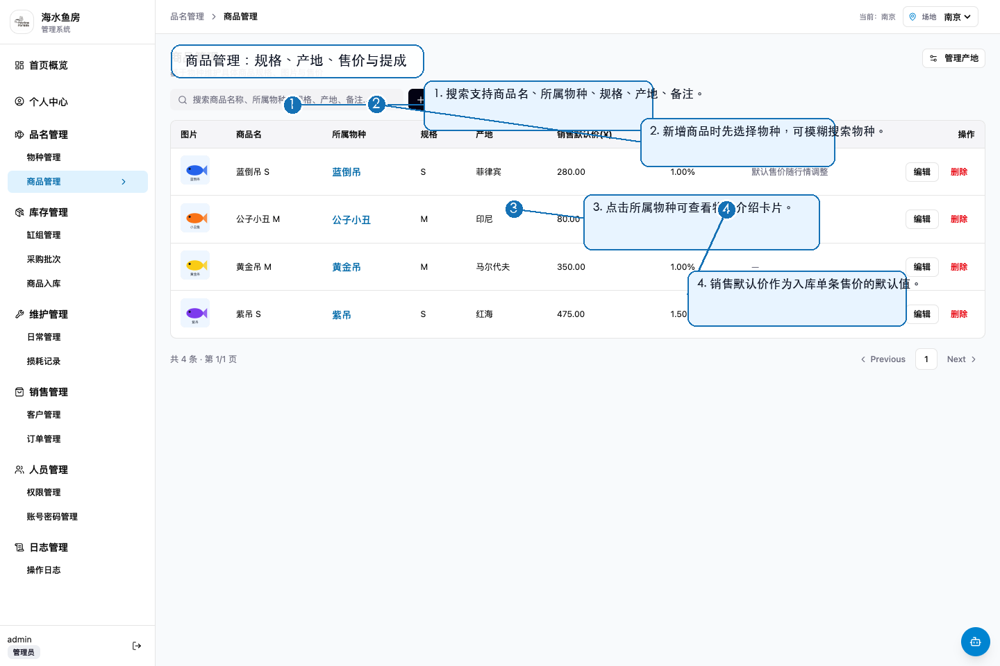 海水鱼房
管理系统
首页概览
个人中心
品名管理
物种管理
商品管理
库存管理
缸组管理
采购批次
商品入库
维护管理
日常管理
损耗记录
销售管理
客户管理
订单管理
人员管理
权限管理
账号密码管理
日志管理
操作日志
admin
管理员
品名管理 > 商品管理
当前：南京 场地 南京
商品管理：规格、产地、售价与提成
管理产地
搜索商品名称、所属物种 规格、产地、备注..
1 2 +
1. 搜索支持商品名、所属物种、规格、产地、备注。
2. 新增商品时先选择物种，可模糊搜索物种。
图片 商品名 所属物种 规格 产地 销售默认价(¥) 操作
蓝倒吊 蓝倒吊 S 蓝倒吊 S 菲律宾 280.00 1.00% 默认售价随行情调整 编辑 删除
3 3. 点击所属物种可查看 4 介绍卡片。
小丑鱼 公子小丑 M 公子小丑 M 印尼 80.00 编辑 删除
黄金吊 黄金吊 M 黄金吊 M 马尔代夫 350.00 1.00% — 编辑 删除
4. 销售默认价作为入库单条售价的默认值。
紫吊 紫吊 S 紫吊 S 红海 475.00 1.50 编辑 删除
共 4 条 · 第 1/1 页
Previous 1 Next